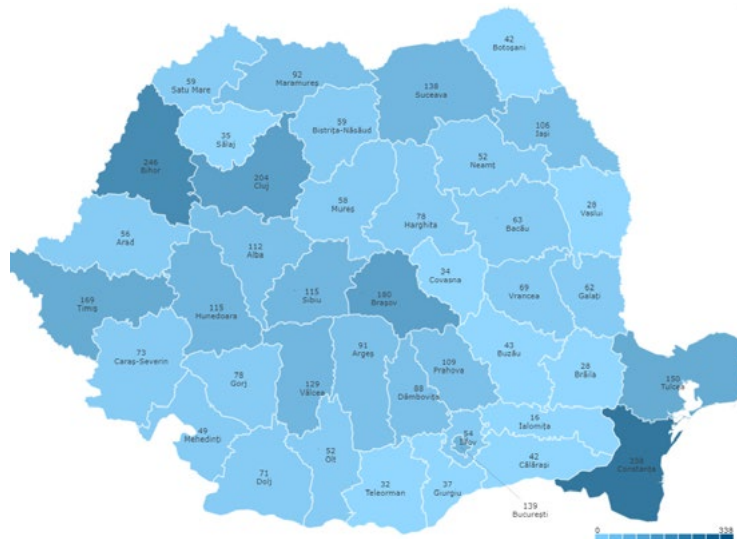 42
Botoșani
59
Satu Mare
92
Maramureș
138
Suceava
59
Bistrița-Năsăud
35
Sălaj
106
Iași
246
Bihor
204
Cluj
52
Neamț
58
Mureș
78
Harghita
63
Bacău
28
Vaslui
56
Arad
112
Alba
34
Covasna
115
Sibiu
180
Brașov
69
Vrancea
62
Galați
169
Timiș
115
Hunedoara
73
Caraș-Severin
91
Argeș
43
Buzău
28
Brăila
150
Tulcea
78
Gorj
129
Vâlcea
109
Prahova
88
Dâmbovița
16
Ialomița
49
Mehedinți
54
Ilfov
338
Constanța
52
Olt
42
Călărași
71
Dolj
32
Teleorman
37
Giurgiu
139
București
0 338